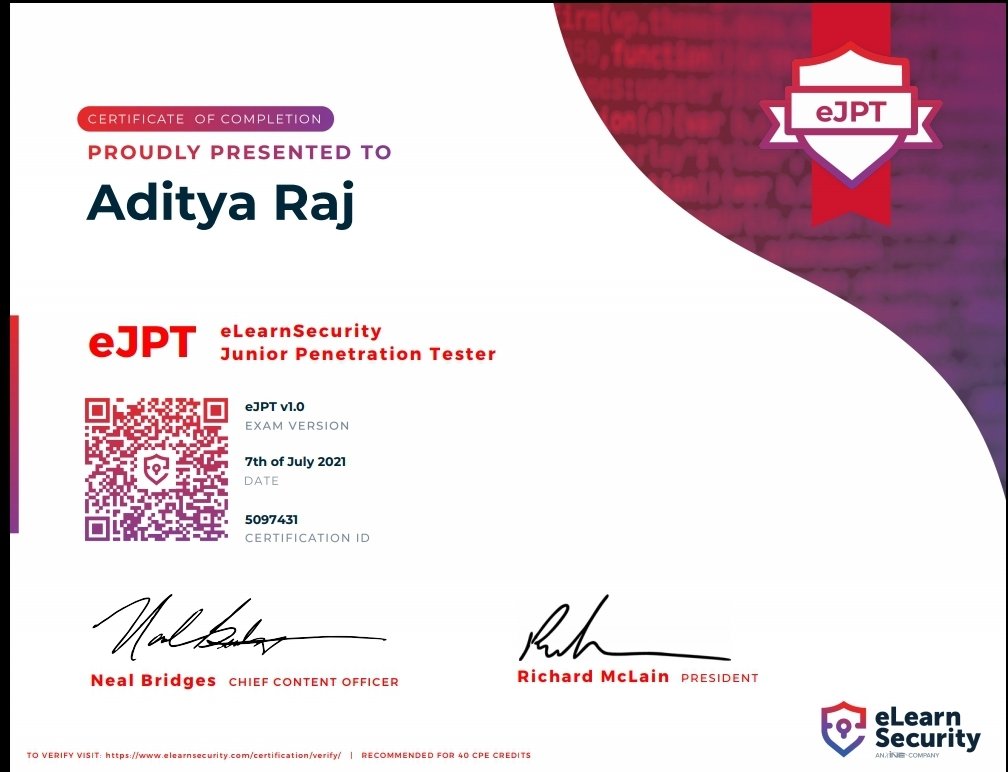 eJPT
CERTIFICATE OF COMPLETION
PROUDLY PRESENTED TO
Aditya Raj
eJPT
eLearnSecurity
Junior Penetration Tester
eJPT v1.0
EXAM VERSION
7th of July 2021
DATE
5097431
CERTIFICATION ID
Neal Bridges CHIEF CONTENT OFFICER
Richard McLain PRESIDENT
eLearn
Security
AN INE COMPANY
TO VERIFY VISIT: https://www.elearnsecurity.com/certification/verify/ | RECOMMENDED FOR 40 CPE CREDITS